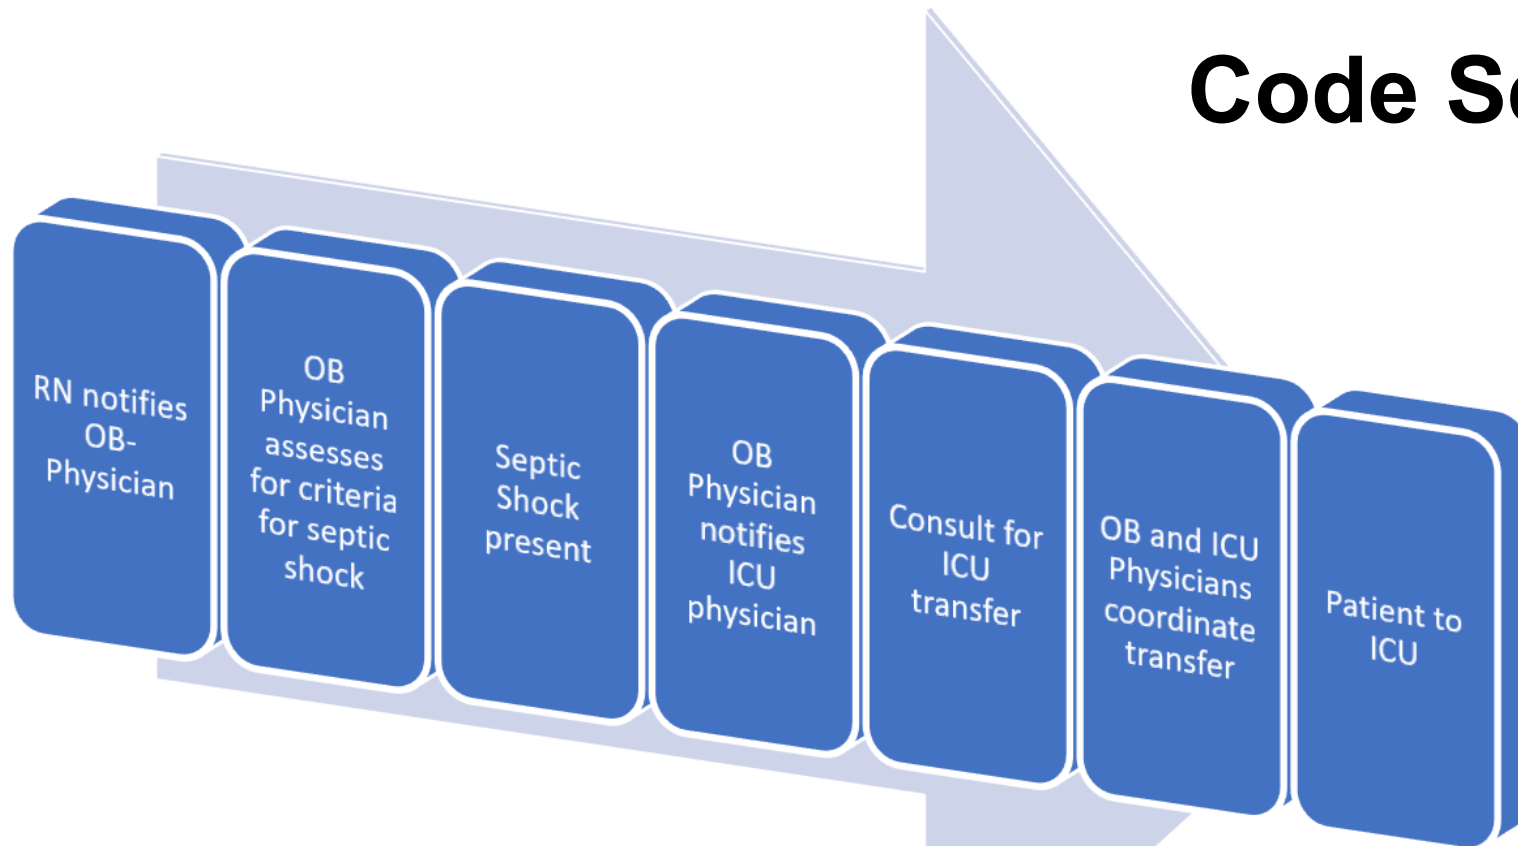 Code
RN notifies
OB-
Physician
OB
Physician
assesses
for criteria
for septic
shock
Septic
Shock
present
OB
Physician
notifies
ICU
physician
Consult for
ICU
transfer
OB and ICU
Physicians
coordinate
transfer
Patient to
ICU